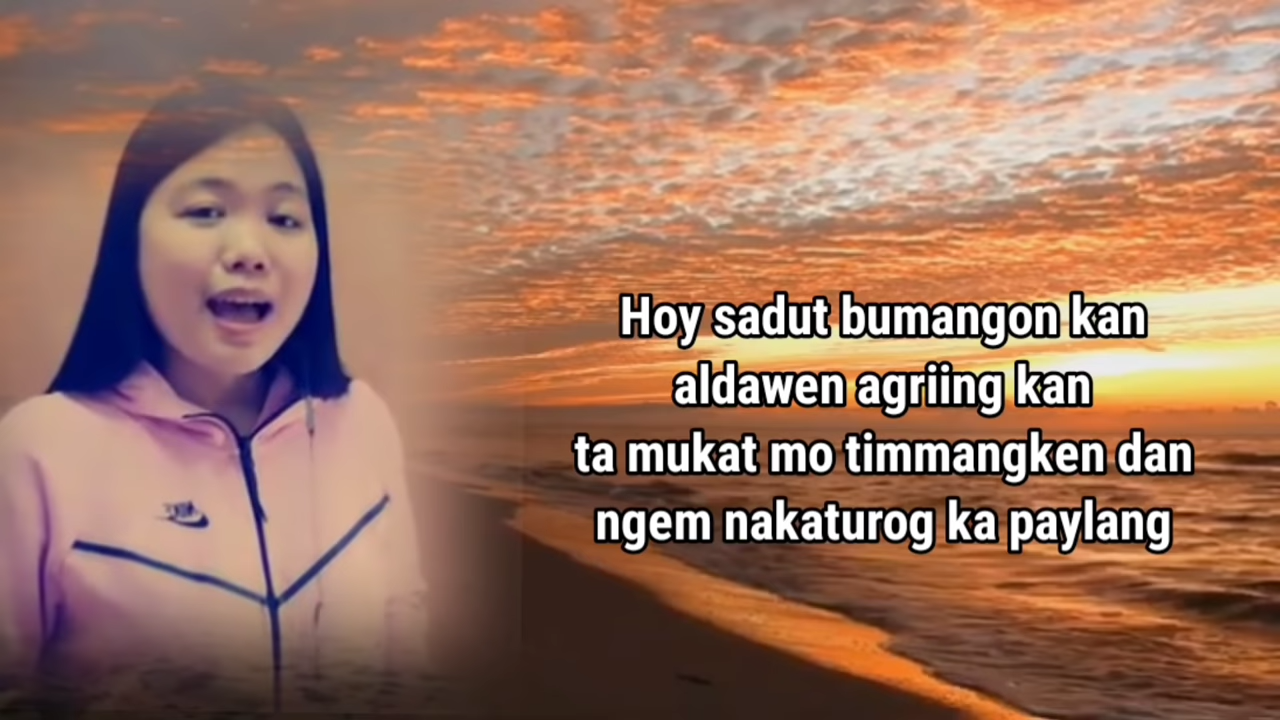 Hoy sadut bumangon kan
aldawen agriing kan
ta mukat mo timmangken dan
ngem nakaturog ka paylang